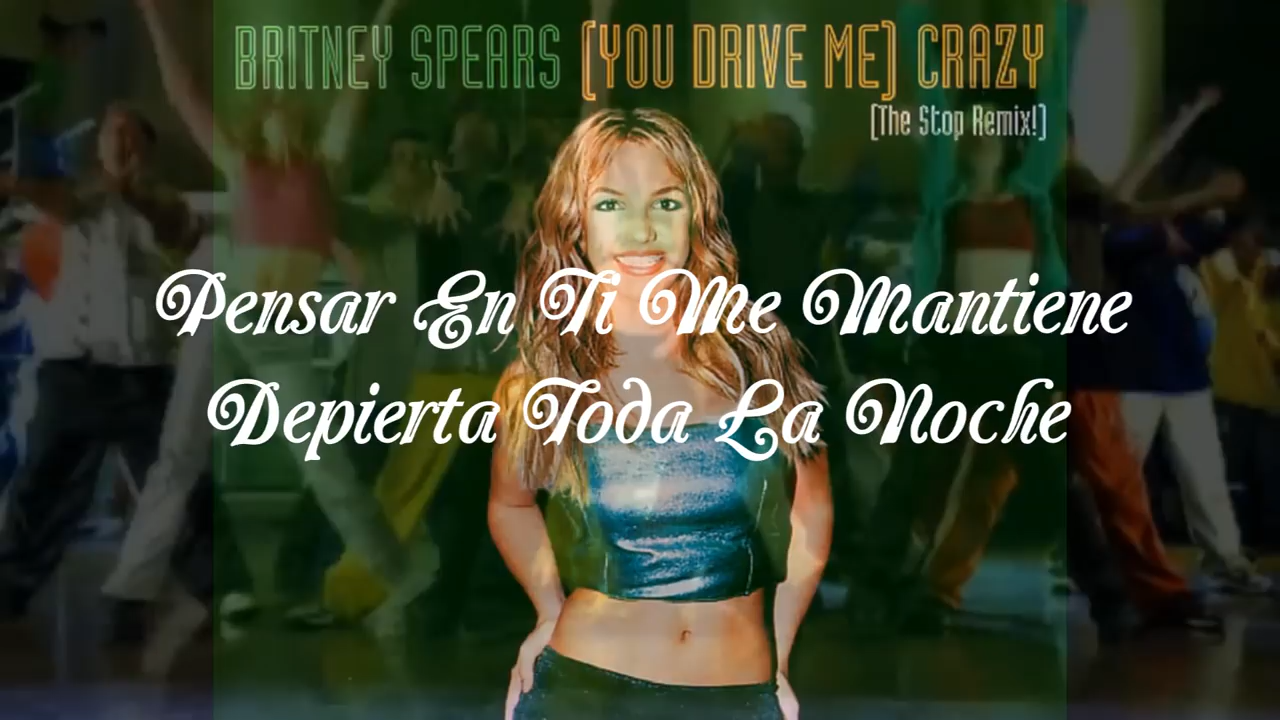 BRITNEY SPEARS (YOU DRIVE ME) CRAZY
(The Stop Remix!)
Pensar En Ti Me Mantiene
Depierta Toda La Noche